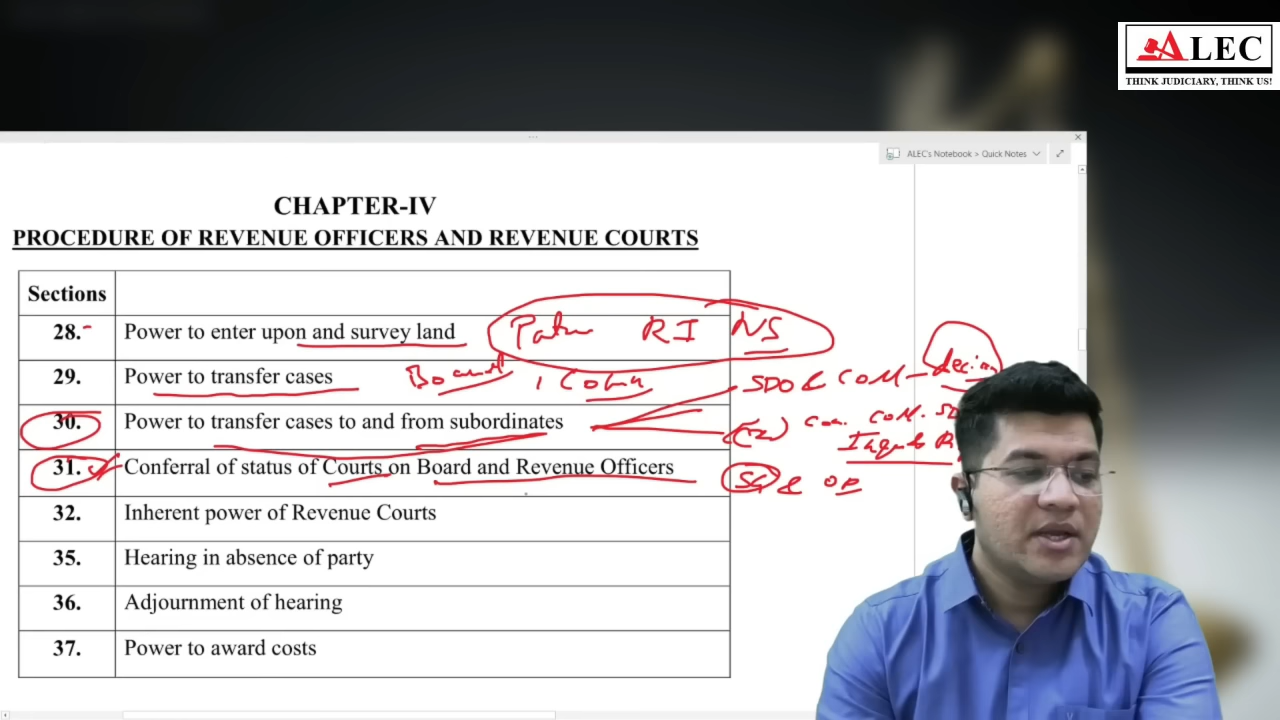 ALEC
THINK JUDICIARY, THINK US!
ALEC's Notebook > Quick Notes
CHAPTER-IV
PROCEDURE OF REVENUE OFFICERS AND REVENUE COURTS
Sections
28. Power to enter upon and survey land RI NS
29. Power to transfer cases Board SDO & COLL
30. Power to transfer cases to and from subordinates
31. Conferral of status of Courts on Board and Revenue Officers
32. Inherent power of Revenue Courts
35. Hearing in absence of party
36. Adjournment of hearing
37. Power to award costs